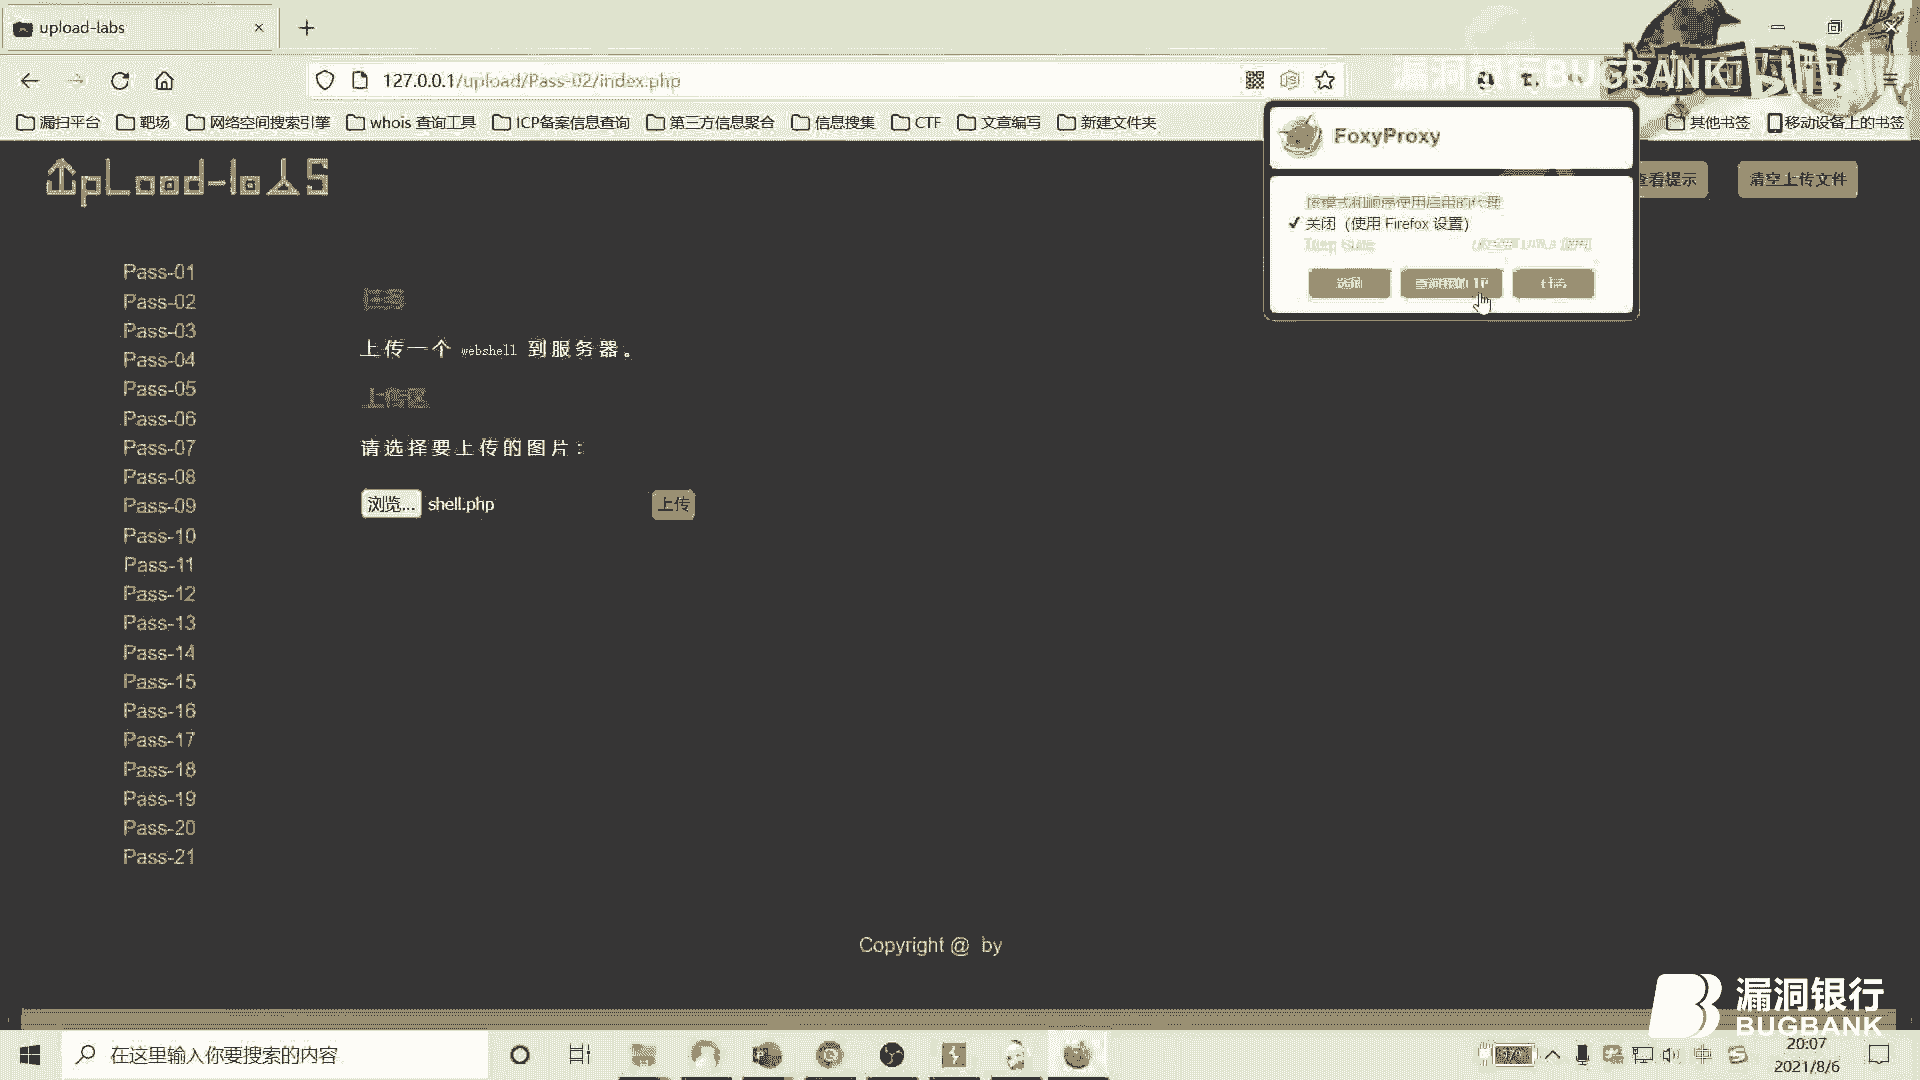 upload-labs
127.0.0.1/upload/Pass-02/index.php
漏洞银行BUGBANK
漏扫平台
靶场
网络空间搜索引擎
whois 查询工具
ICP备案信息查询
第三方信息聚合
信息搜集
CTF
文章编写
新建文件夹
其他书签
移动设备上的书签
FoxyProxy
关闭（使用 Firefox 设置）
UpLoad-labS
查看提示
清空上传文件
Pass-01
Pass-02
Pass-03
Pass-04
Pass-05
Pass-06
Pass-07
Pass-08
Pass-09
Pass-10
Pass-11
Pass-12
Pass-13
Pass-14
Pass-15
Pass-16
Pass-17
Pass-18
Pass-19
Pass-20
Pass-21
上传一个 webshell 到服务器。
上传区
请选择要上传的图片：
浏览... shell.php
上传
Copyright @ by
漏洞银行
BUGBANK
在这里输入你要搜索的内容
中
20:07
2021/8/6